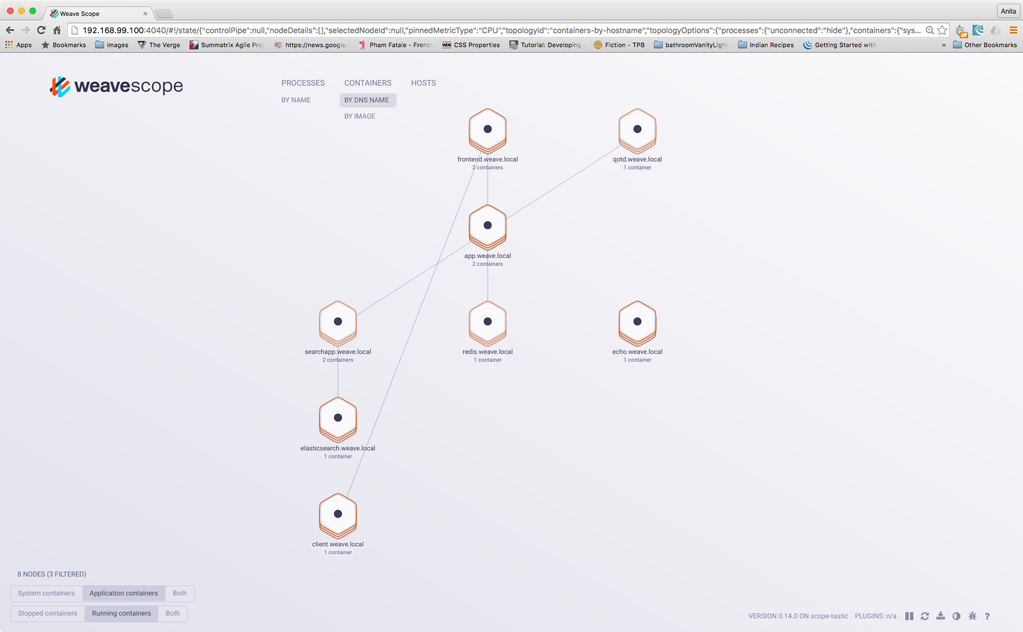 Weave Scope
Anita
192.168.99.100:4040/#!/state/{"controlPipe":null,"nodeDetails":[],"selectedNodeId":null,"pinnedMetricType":"CPU","topologyId":"containers-by-hostname","topologyOptions":{"processes":{"unconnected":"hide"},"containers":{"sys...
Apps Bookmarks Images The Verge Summatrix Agile Pro https://news.google. Pham Fatale - French CSS Properties Tutorial: Developing Fiction - TPB bathroomVanityLight Indian Recipes Getting Started with » Other Bookmarks
weavescope
PROCESSES CONTAINERS HOSTS
BY NAME BY DNS NAME
BY IMAGE
frontend.weave.local
2 containers
qotd.weave.local
1 container
app.weave.local
2 containers
searchapp.weave.local
2 containers
redis.weave.local
1 container
echo.weave.local
1 container
elasticsearch.weave.local
1 container
client.weave.local
1 container
8 NODES (3 FILTERED)
System containers Application containers Both
Stopped containers Running containers Both
VERSION 0.14.0 ON scope-tastic PLUGINS: n/a ?